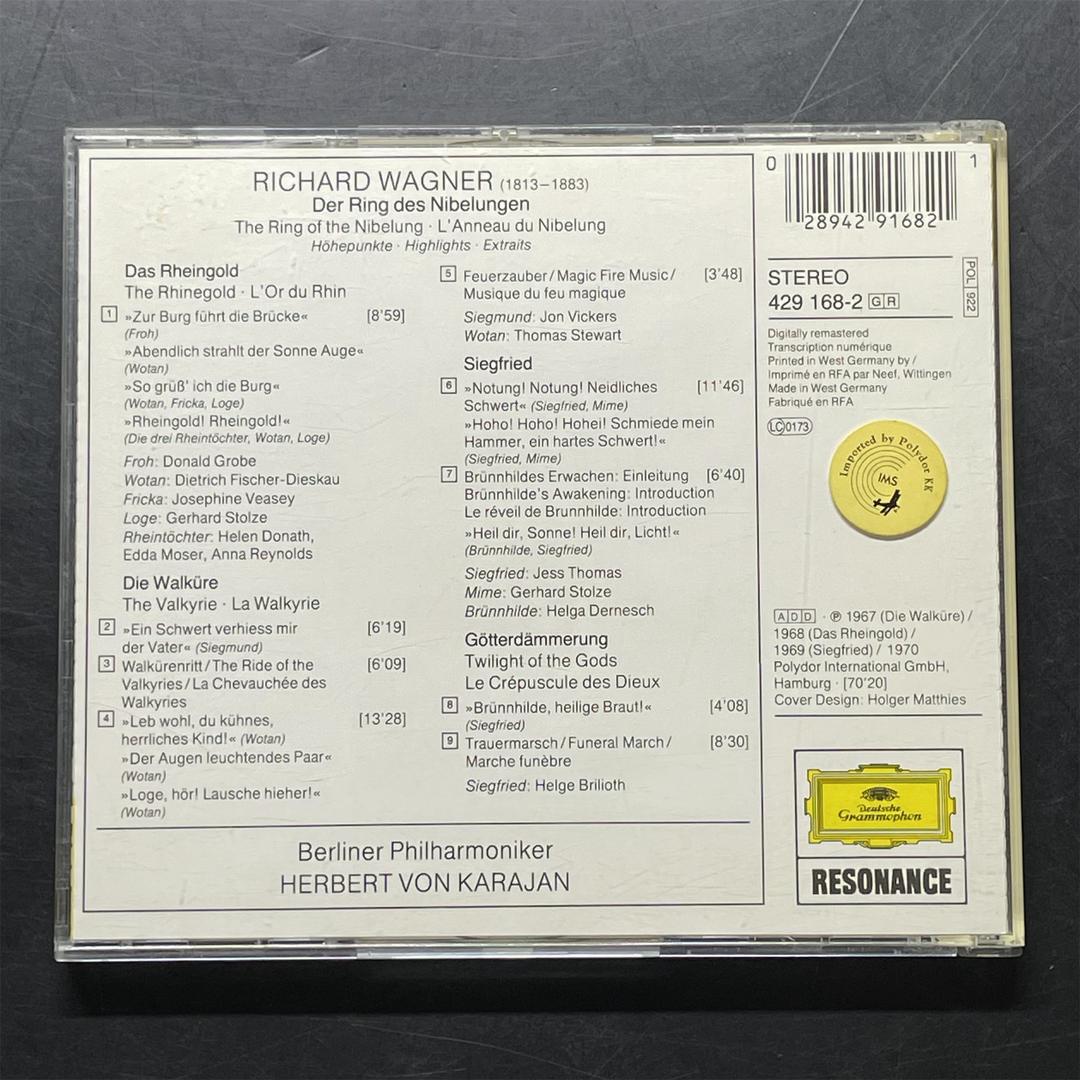 RICHARD WAGNER (1813–1883)
Der Ring des Nibelungen
The Ring of the Nibelung · L'Anneau du Nibelung
Höhepunkte · Highlights · Extraits
Das Rheingold
The Rhinegold · L'Or du Rhin
1 »Zur Burg führt die Brücke« [8'59]
(Froh)
»Abendlich strahlt der Sonne Auge«
(Wotan)
»So grüß' ich die Burg«
(Wotan, Fricka, Loge)
»Rheingold! Rheingold!«
(Die drei Rheintöchter, Wotan, Loge)
Froh: Donald Grobe
Wotan: Dietrich Fischer-Dieskau
Fricka: Josephine Veasey
Loge: Gerhard Stolze
Rheintöchter: Helen Donath,
Edda Moser, Anna Reynolds
Die Walküre
The Valkyrie · La Walkyrie
2 »Ein Schwert verhiess mir [6'19]
der Vater« (Siegmund)
3 Walkürenritt / The Ride of the [6'09]
Valkyries / La Chevauchée des
Walkyries
4 »Leb wohl, du kühnes, [13'28]
herrliches Kind!« (Wotan)
»Der Augen leuchtendes Paar«
(Wotan)
»Loge, hör! Lausche hieher!«
(Wotan)
5 Feuerzauber / Magic Fire Music / [3'48]
Musique du feu magique
Siegmund: Jon Vickers
Wotan: Thomas Stewart
Siegfried
6 »Notung! Notung! Neidliches [11'46]
Schwert« (Siegfried, Mime)
»Hoho! Hoho! Hohei! Schmiede mein
Hammer, ein hartes Schwert!«
(Siegfried, Mime)
7 Brünnhildes Erwachen: Einleitung [6'40]
Brünnhilde's Awakening: Introduction
Le réveil de Brunnhilde: Introduction
»Heil dir, Sonne! Heil dir, Licht!«
(Brünnhilde, Siegfried)
Siegfried: Jess Thomas
Mime: Gerhard Stolze
Brünnhilde: Helga Dernesch
Götterdämmerung
Twilight of the Gods
Le Crépuscule des Dieux
8 »Brünnhilde, heilige Braut!« [4'08]
(Siegfried)
9 Trauermarsch / Funeral March / [8'30]
Marche funèbre
Siegfried: Helge Brilioth
Berliner Philharmoniker
HERBERT VON KARAJAN
0 28942 91682 1
STEREO
429 168-2 GR
POL 922
Digitally remastered
Transcription numérique
Printed in West Germany by /
Imprimé en RFA par Neef, Wittingen
Made in West Germany
Fabriqué en RFA
LC 0173
Imported by Polydor K.K.
IMS
ADD · ℗ 1967 (Die Walküre) /
1968 (Das Rheingold) /
1969 (Siegfried) / 1970
Polydor International GmbH,
Hamburg · [70'20]
Cover Design: Holger Matthies
Deutsche
Grammophon
RESONANCE